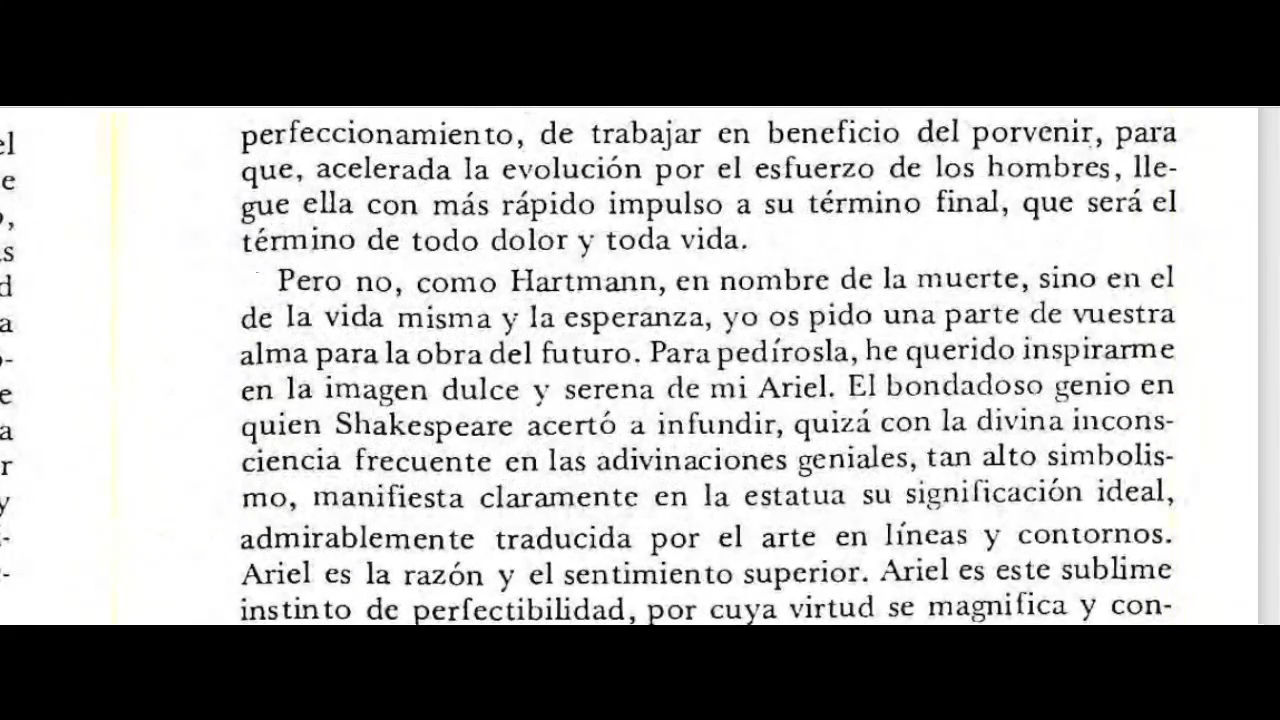 perfeccionamiento, de trabajar en beneficio del porvenir, para
que, acelerada la evolución por el esfuerzo de los hombres, lle-
gue ella con más rápido impulso a su término final, que será el
término de todo dolor y toda vida.
Pero no, como Hartmann, en nombre de la muerte, sino en el
de la vida misma y la esperanza, yo os pido una parte de vuestra
alma para la obra del futuro. Para pedírosla, he querido inspirarme
en la imagen dulce y serena de mi Ariel. El bondadoso genio en
quien Shakespeare acertó a infundir, quizá con la divina incons-
ciencia frecuente en las adivinaciones geniales, tan alto simbolis-
mo, manifiesta claramente en la estatua su significación ideal,
admirablemente traducida por el arte en líneas y contornos.
Ariel es la razón y el sentimiento superior. Ariel es este sublime
instinto de perfectibilidad, por cuya virtud se magnifica y con-